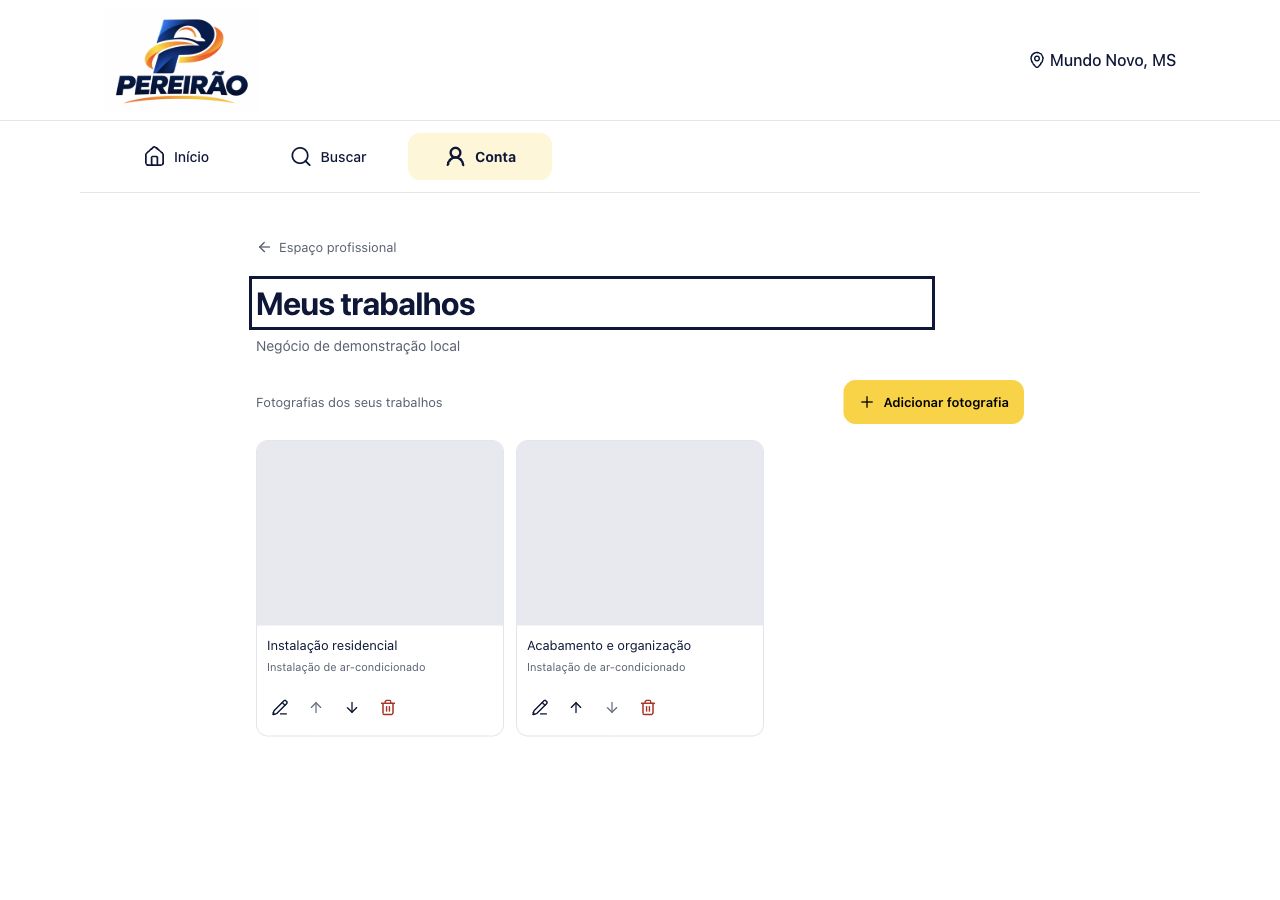 PEREIRÃO
Mundo Novo, MS
Início
Buscar
Conta
Espaço profissional
Meus trabalhos
Negócio de demonstração local
Fotografias dos seus trabalhos
Adicionar fotografia
Instalação residencial
Instalação de ar-condicionado
Acabamento e organização
Instalação de ar-condicionado